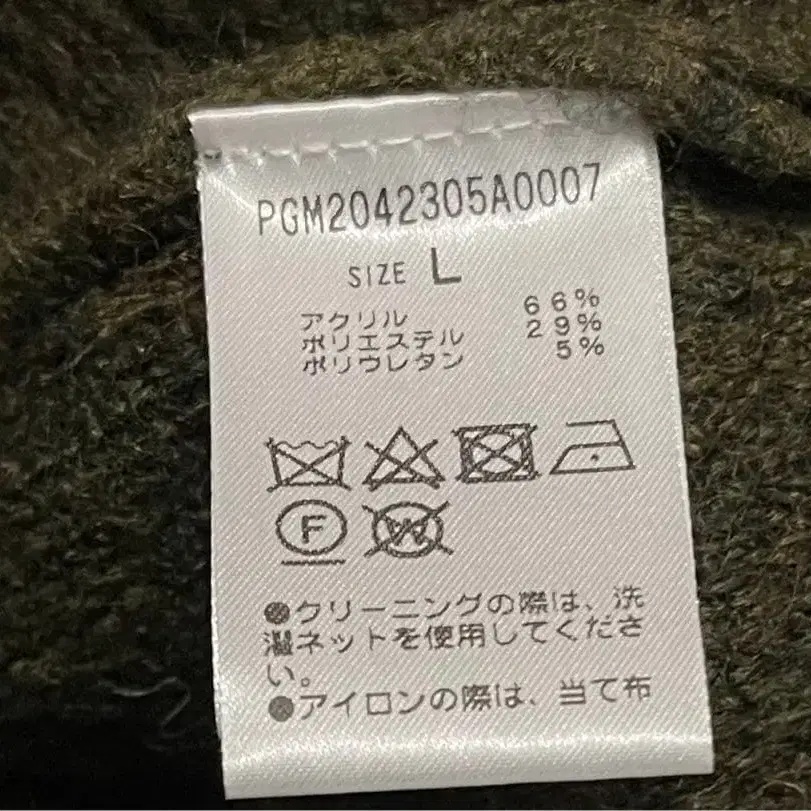 PGM2042305A0007
SIZE L
アクリル 66%
ポリエステル 29%
ポリウレタン 5%
F
W
●クリーニングの際は、洗
濯ネットを使用してくださ
い。
●アイロンの際は、当て布